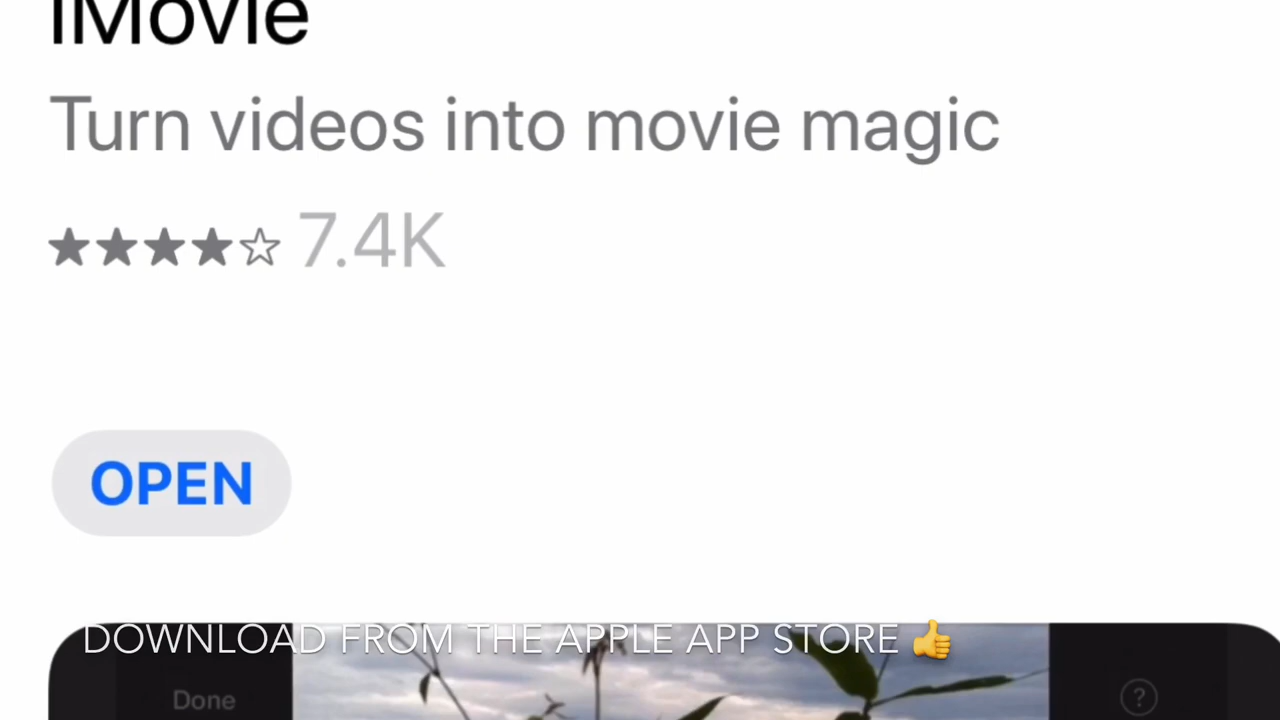 iMovie
Turn videos into movie magic
★★★★☆ 7.4K
OPEN
DOWNLOAD FROM THE APPLE APP STORE 👍
Done
?